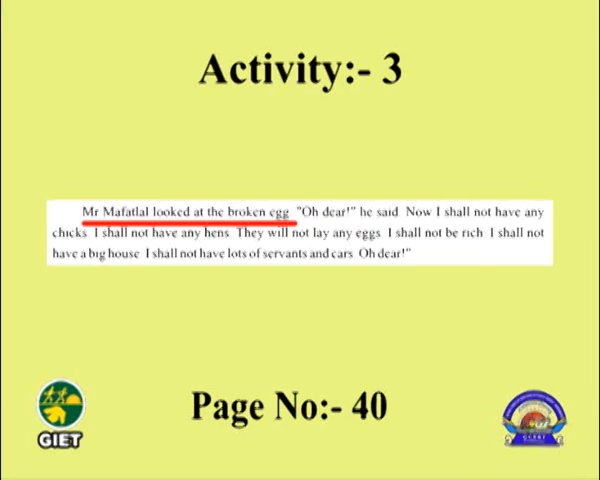 Activity:- 3
Mr Mafatlal looked at the broken egg "Oh dear!" he said Now I shall not have any
chicks I shall not have any hens They will not lay any eggs I shall not be rich I shall not
have a big house I shall not have lots of servants and cars Oh dear!"
Page No:- 40
GIET